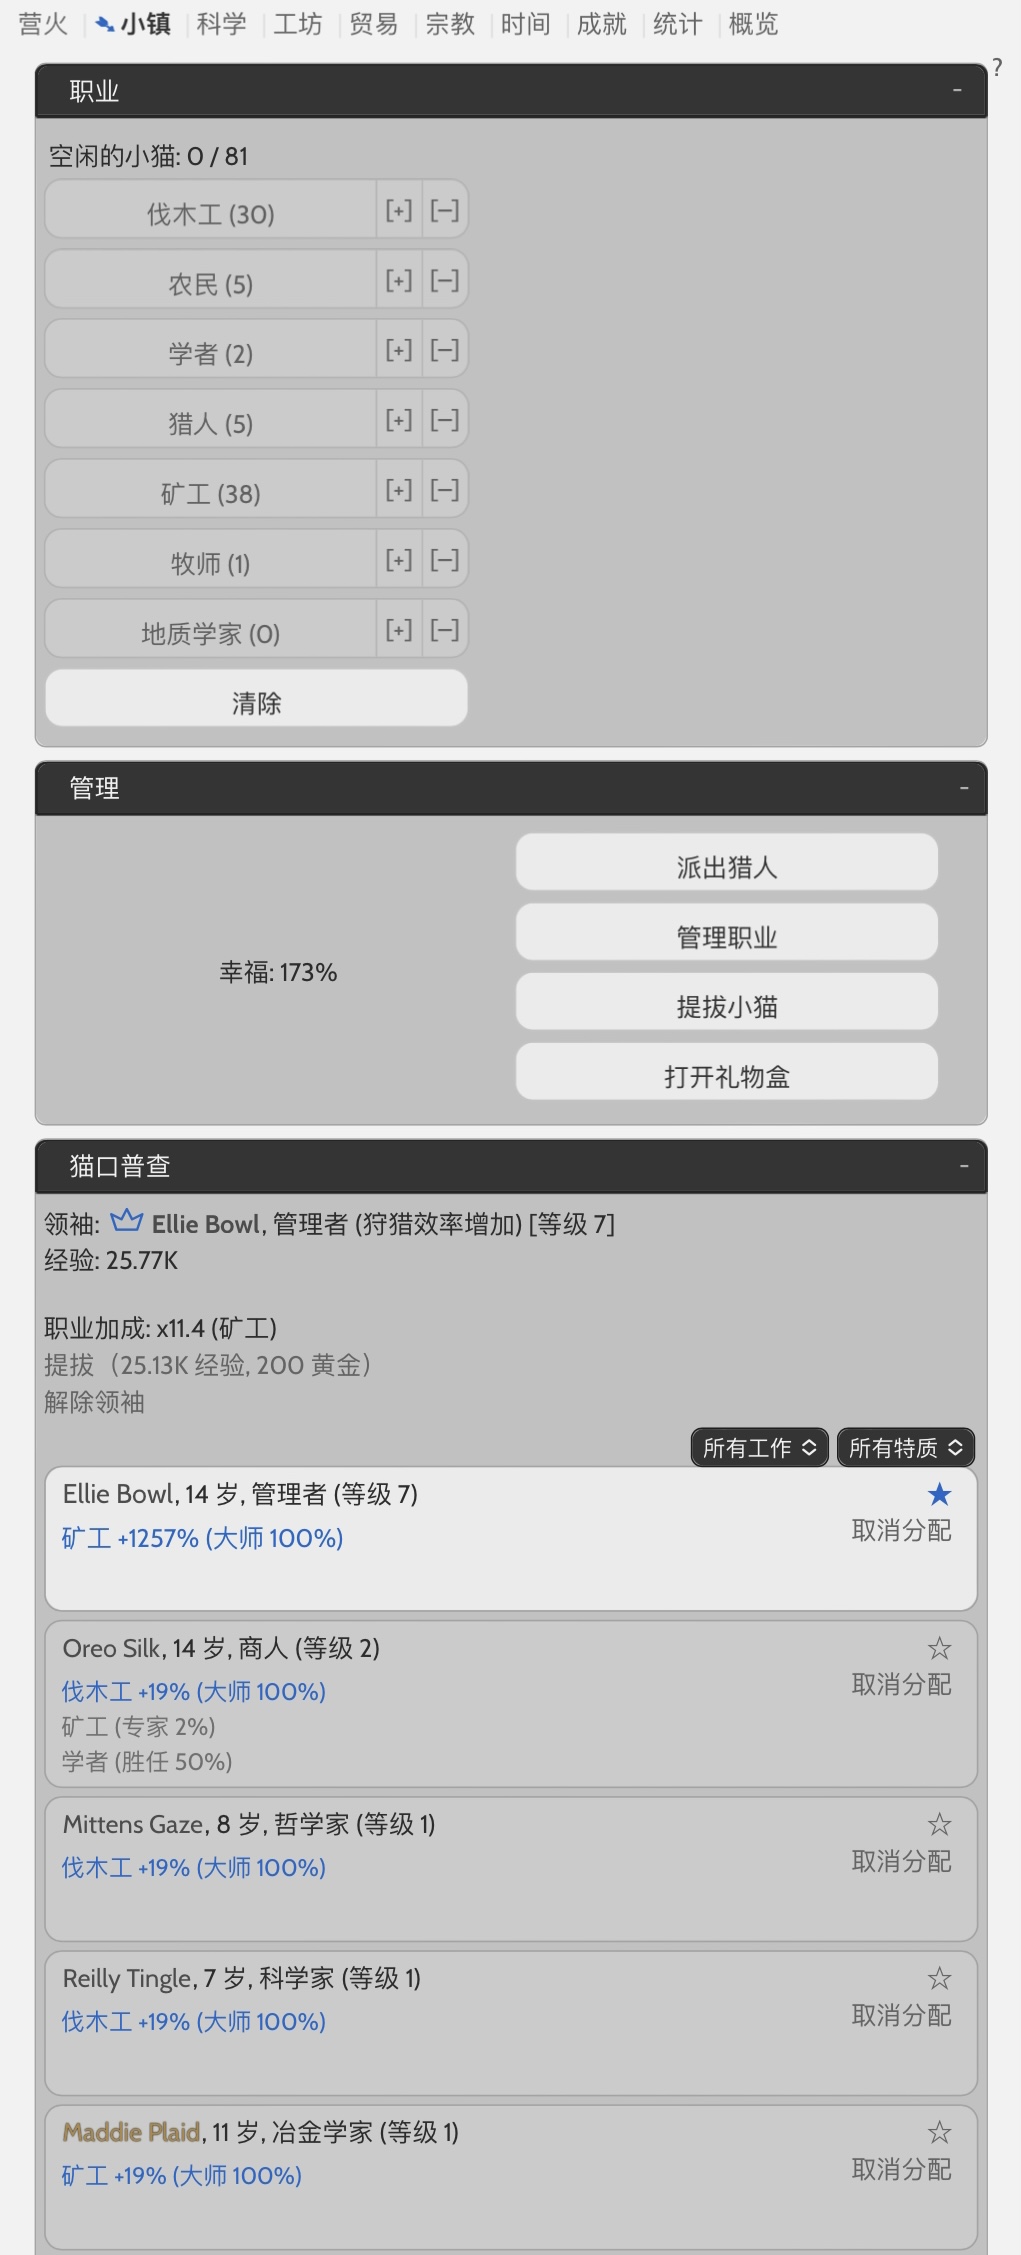 营火 小镇 科学 工坊 贸易 宗教 时间 成就 统计 概览
?
职业 -
空闲的小猫: 0 / 81
伐木工 (30) [+] [–]
农民 (5) [+] [–]
学者 (2) [+] [–]
猎人 (5) [+] [–]
矿工 (38) [+] [–]
牧师 (1) [+] [–]
地质学家 (0) [+] [–]
清除
管理 -
幸福: 173%
派出猎人
管理职业
提拔小猫
打开礼物盒
猫口普查 -
领袖: Ellie Bowl, 管理者 (狩猎效率增加) [等级 7]
经验: 25.77K
职业加成: x11.4 (矿工)
提拔（25.13K 经验, 200 黄金）
解除领袖
所有工作 所有特质
Ellie Bowl, 14 岁, 管理者 (等级 7) ★
矿工 +1257% (大师 100%) 取消分配
Oreo Silk, 14 岁, 商人 (等级 2) ☆
伐木工 +19% (大师 100%) 取消分配
矿工 (专家 2%)
学者 (胜任 50%)
Mittens Gaze, 8 岁, 哲学家 (等级 1) ☆
伐木工 +19% (大师 100%) 取消分配
Reilly Tingle, 7 岁, 科学家 (等级 1) ☆
伐木工 +19% (大师 100%) 取消分配
Maddie Plaid, 11 岁, 冶金学家 (等级 1) ☆
矿工 +19% (大师 100%) 取消分配